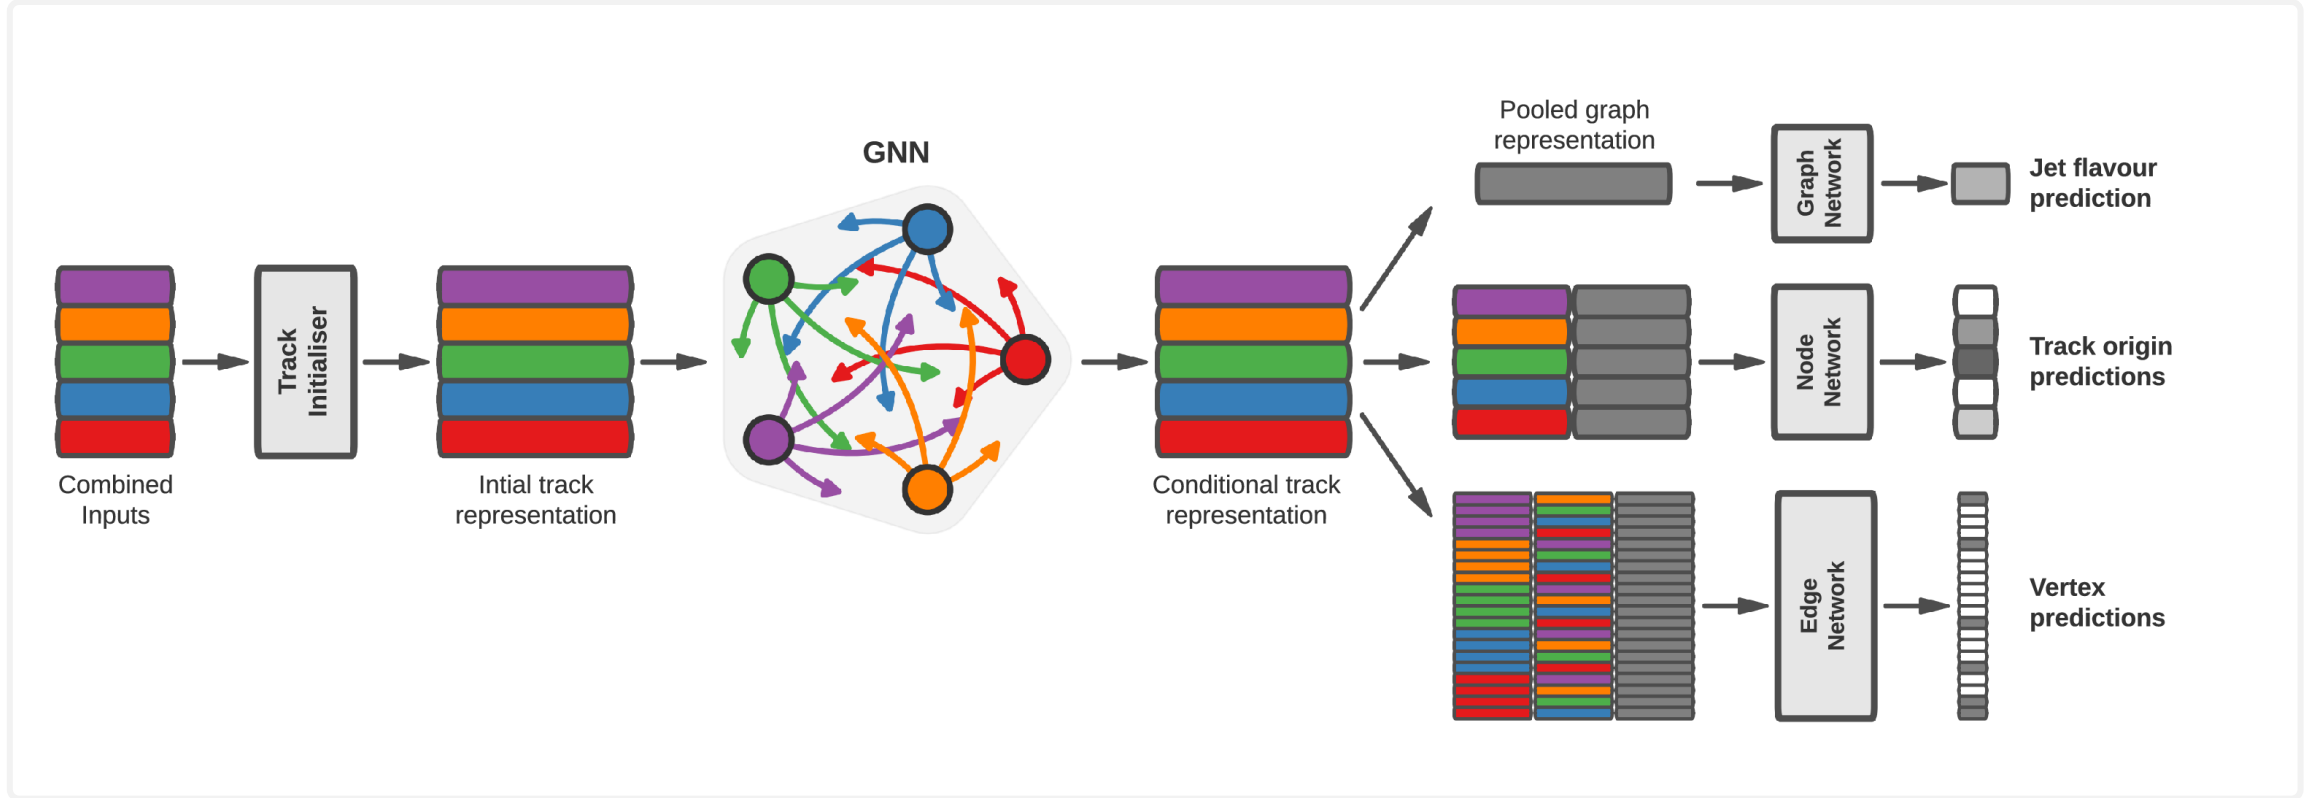 Combined
Inputs
Track
Initialiser
Intial track
representation
GNN
Conditional track
representation
Pooled graph
representation
Graph
Network
Jet flavour
prediction
Node
Network
Track origin
predictions
Edge
Network
Vertex
predictions